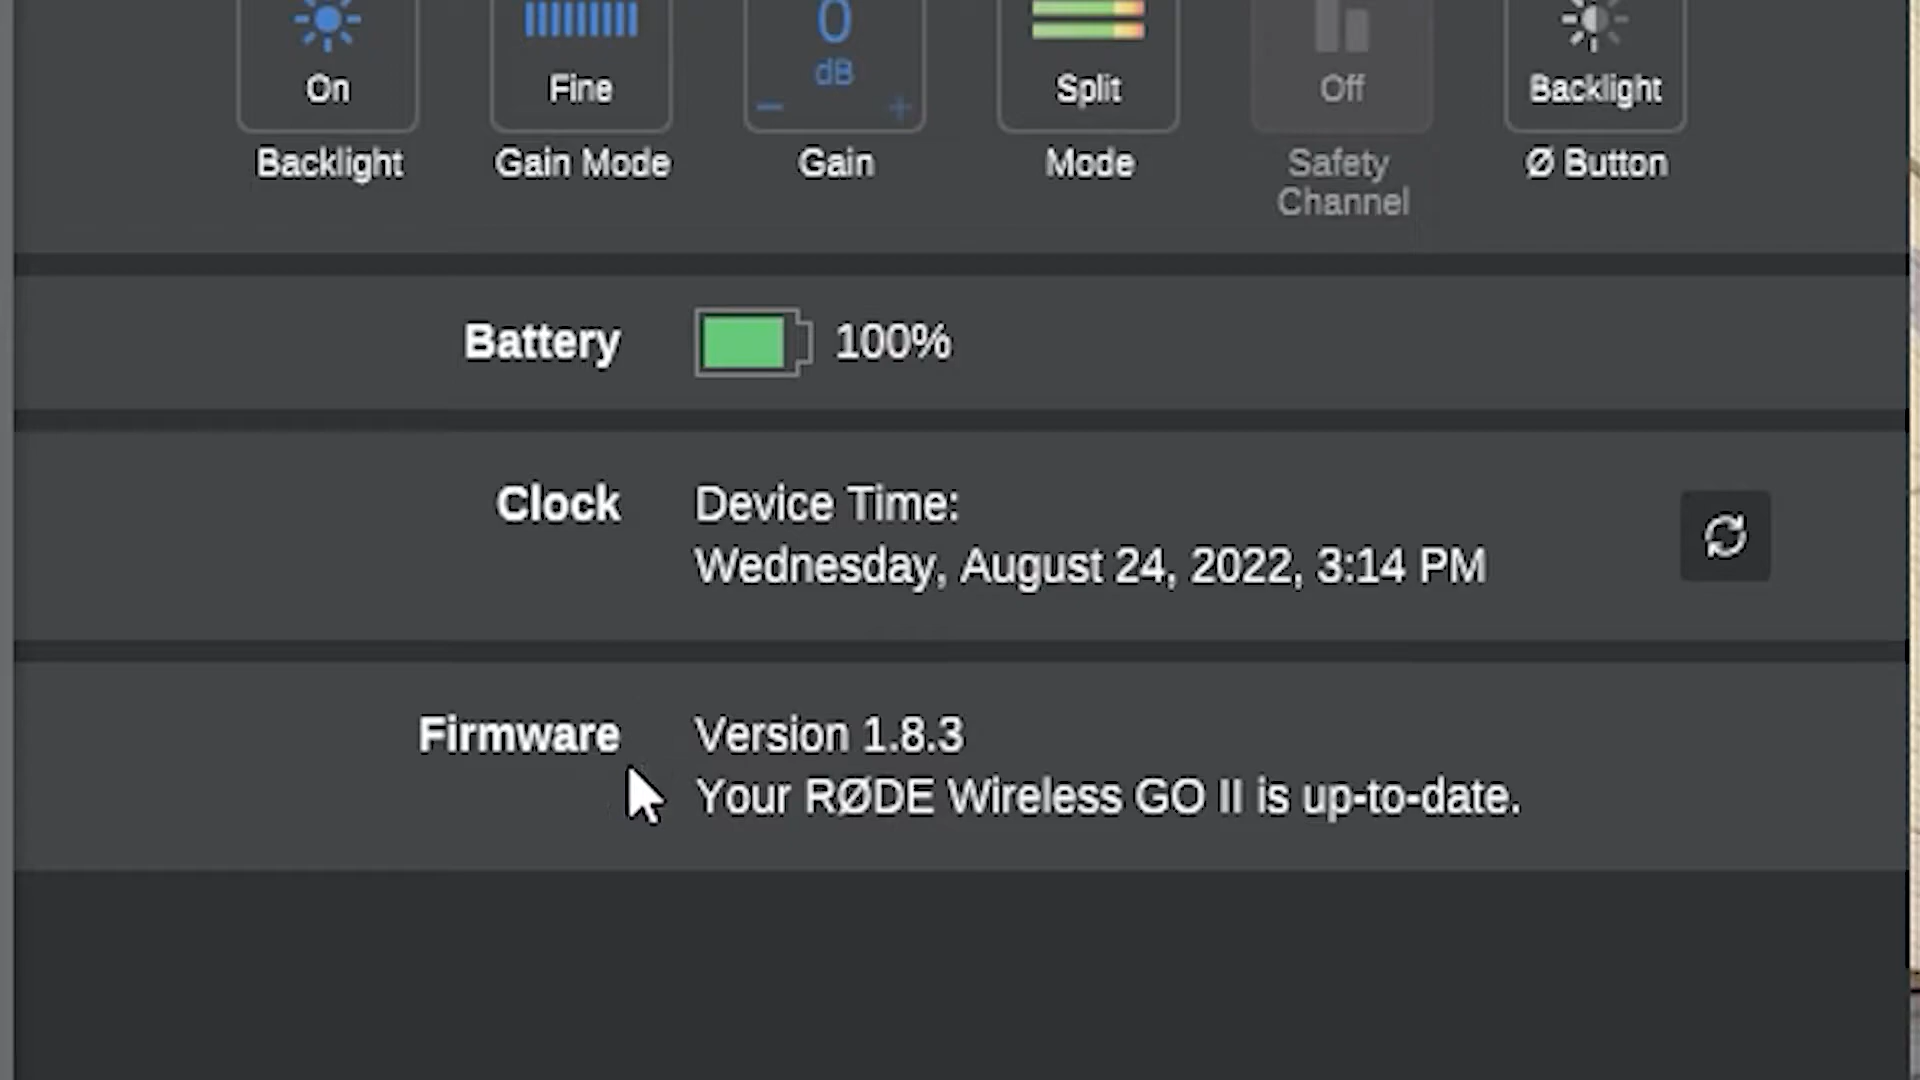 0
dB
On
Fine
− +
Split
Off
Backlight
Backlight
Gain Mode
Gain
Mode
Safety
Channel
Ø Button
Battery
100%
Clock
Device Time:
Wednesday, August 24, 2022, 3:14 PM
Firmware
Version 1.8.3
Your RØDE Wireless GO II is up-to-date.